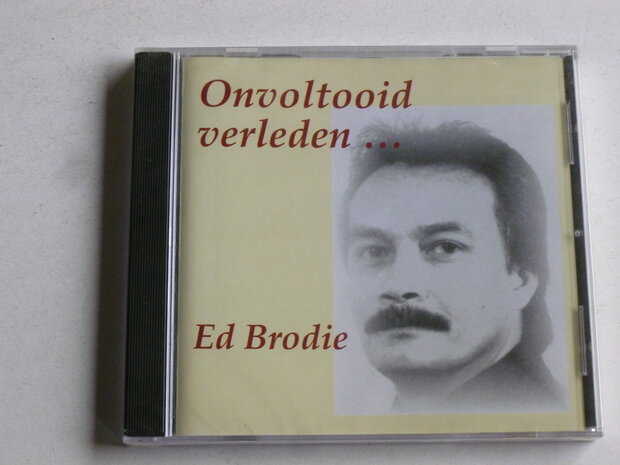 Onvoltooid
verleden ...
Ed Brodie